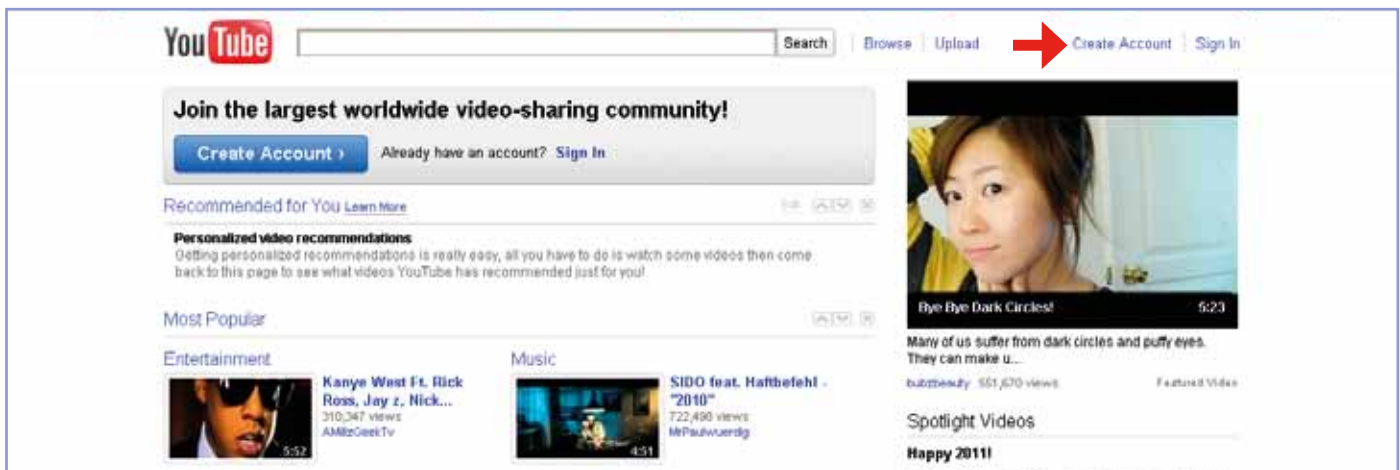 YouTube Search Browse Upload Create Account Sign In
Join the largest worldwide video-sharing community!
Create Account › Already have an account? Sign In
Recommended for You Learn More
Personalized video recommendations
Getting personalized recommendations is really easy, all you have to do is watch some videos then come
back to this page to see what videos YouTube has recommended just for you!
Most Popular
Entertainment
Kanye West Ft. Rick
Ross, Jay z, Nick...
310,347 views
5:52
Music
SIDO feat. Haftbefehl -
"2010"
722,498 views
MrPaulwuerdig
4:51
Bye Bye Dark Circles! 5:23
Many of us suffer from dark circles and puffy eyes.
They can make u...
bubzbeauty 551,670 views Featured Video
Spotlight Videos
Happy 2011!